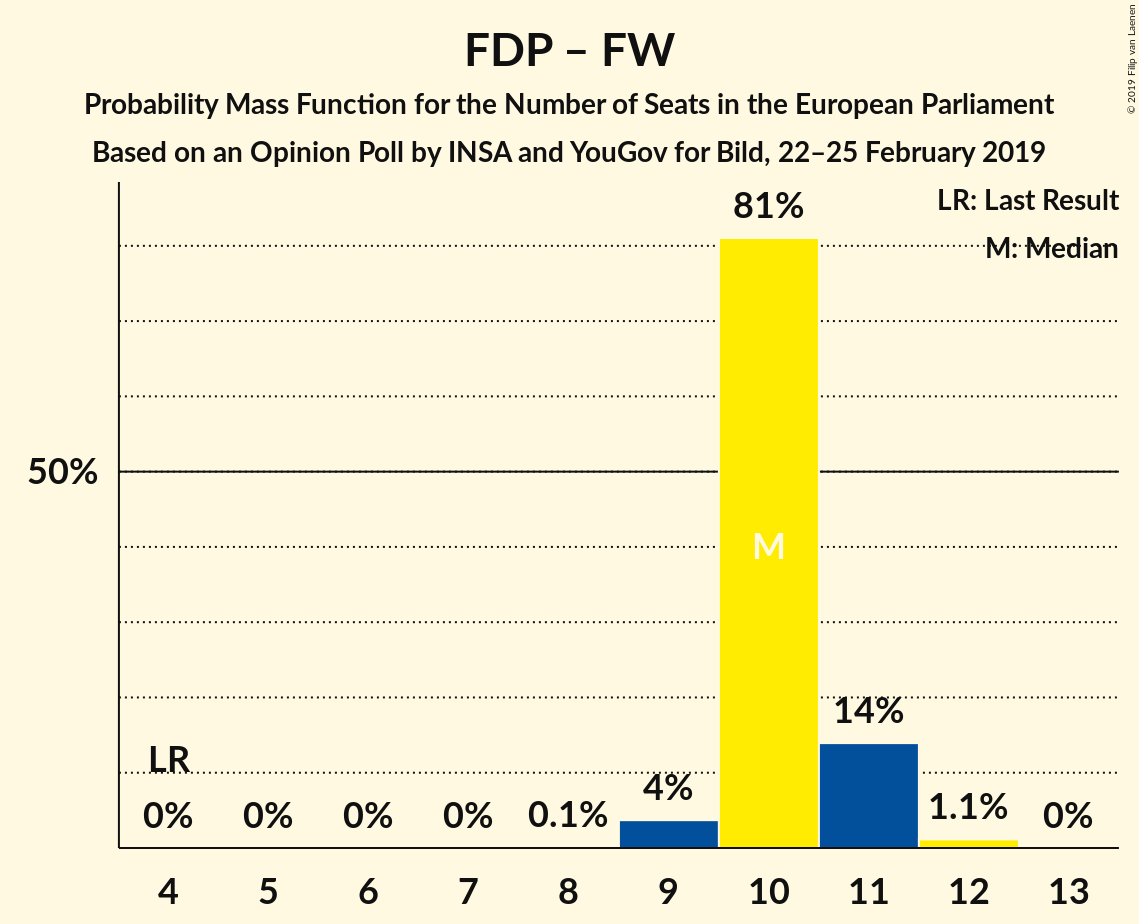 FDP – FW
Probability Mass Function for the Number of Seats in the European Parliament
Based on an Opinion Poll by INSA and YouGov for Bild, 22–25 February 2019
© 2019 Filip van Laenen
LR: Last Result
M: Median
81%
50%
M
14%
LR
4%
0% 0% 0% 0% 0.1% 1.1% 0%
4 5 6 7 8 9 10 11 12 13